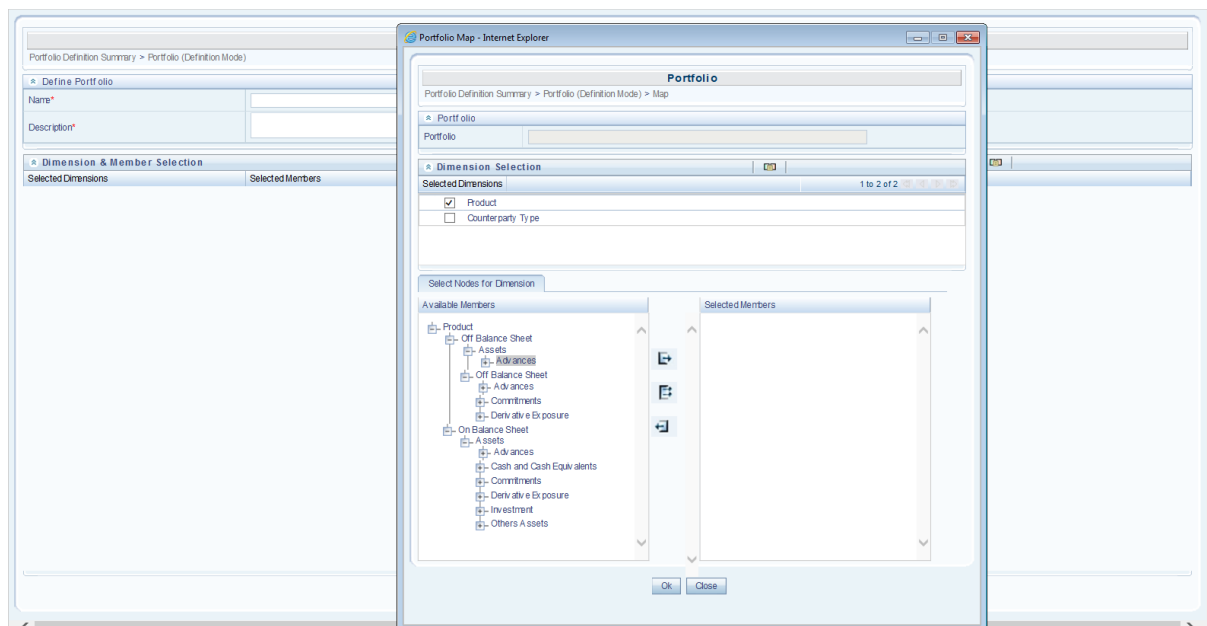 Portfolio Definition Summary > Portfolio (Definition Mode)
Define Portfolio
Name*
Description*
Dimension & Member Selection
Selected Dimensions Selected Members
Portfolio Map - Internet Explorer
Portfolio
Portfolio Definition Summary > Portfolio (Definition Mode) > Map
Portfolio
Portfolio
Dimension Selection
Selected Dimensions 1 to 2 of 2
Product
Counterparty Type
Select Nodes for Dimension
Available Members Selected Members
Product
Off Balance Sheet
Assets
Advances
Off Balance Sheet
Advances
Commitments
Derivative Exposure
On Balance Sheet
Assets
Advances
Cash and Cash Equivalents
Commitments
Derivative Exposure
Investment
Others Assets
Ok Close